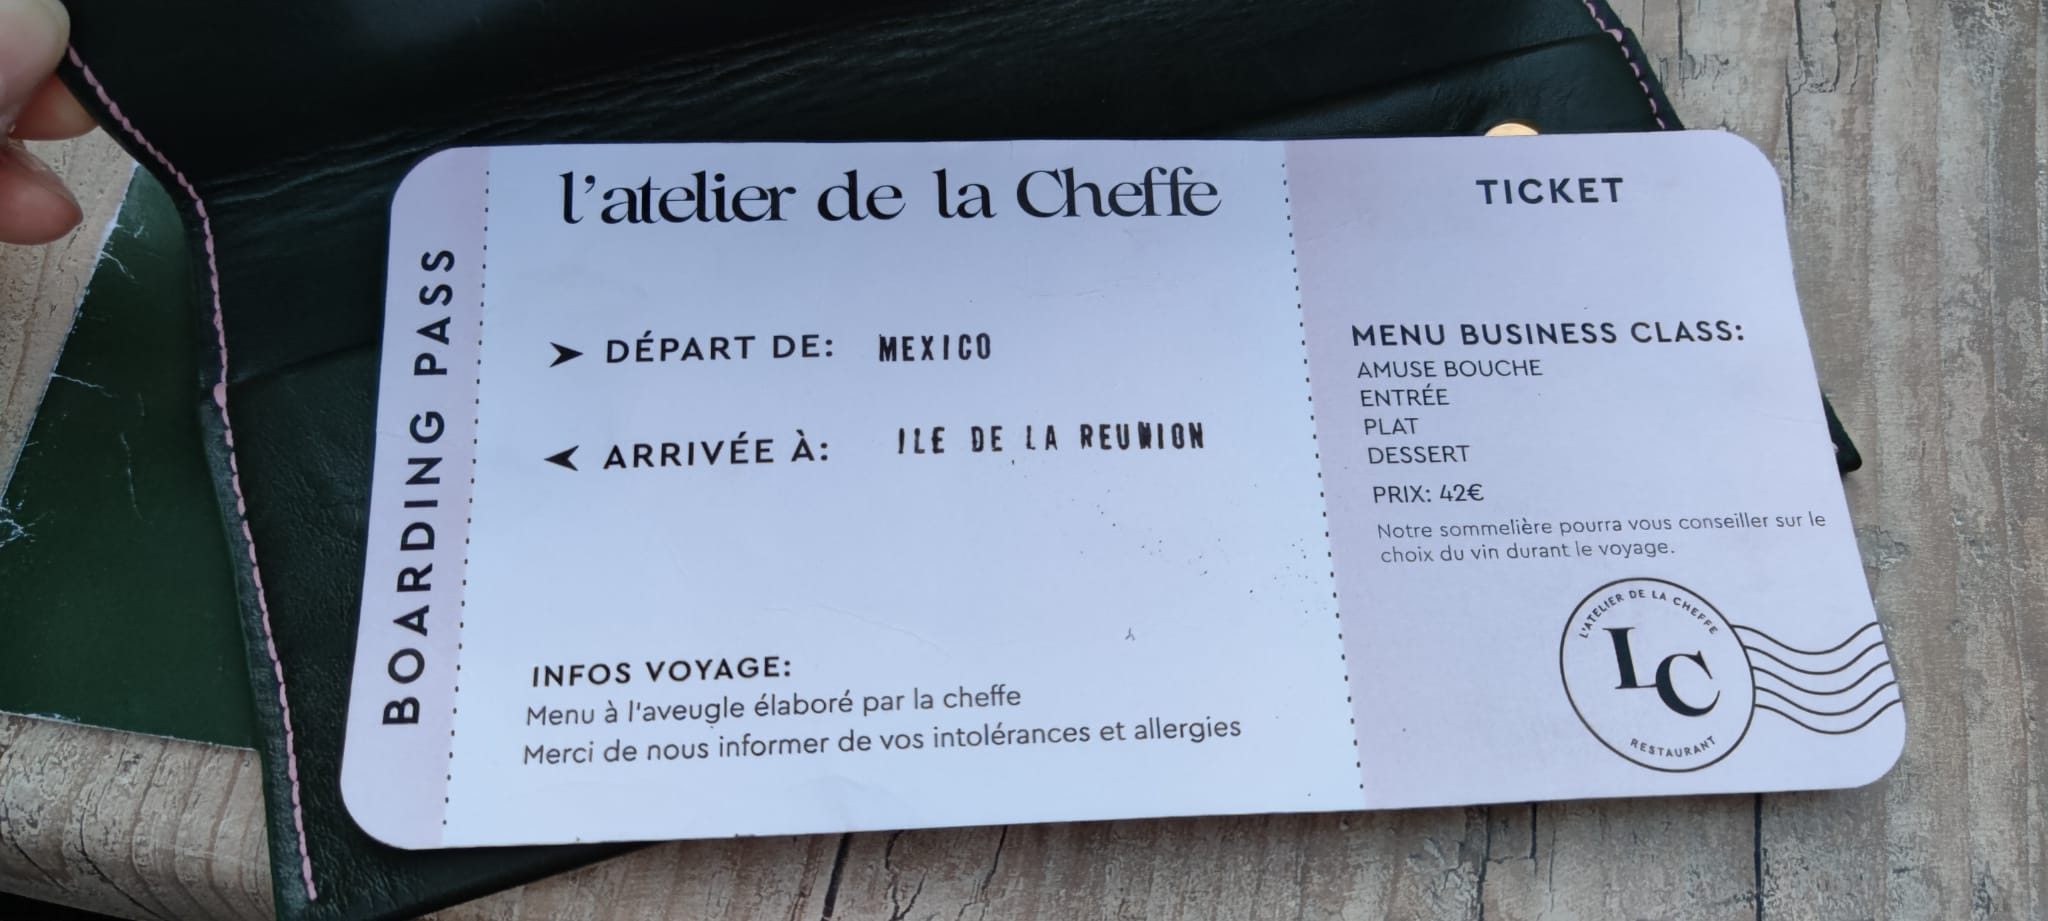 BOARDING PASS
l'atelier de la Cheffe
DÉPART DE: MEXICO
ARRIVÉE À: ILE DE LA REUNION
INFOS VOYAGE:
Menu à l'aveugle élaboré par la cheffe
Merci de nous informer de vos intolérances et allergies
TICKET
MENU BUSINESS CLASS:
AMUSE BOUCHE
ENTRÉE
PLAT
DESSERT
PRIX: 42€
Notre sommelière pourra vous conseiller sur le
choix du vin durant le voyage.
L'ATELIER DE LA CHEFFE
LC
RESTAURANT